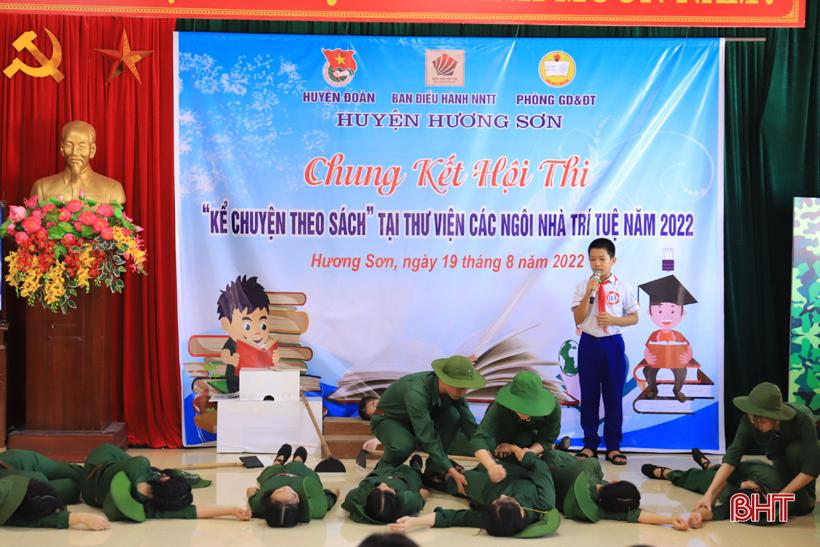 HUYỆN ĐOÀN BAN ĐIỀU HÀNH NNTT PHÒNG GD&ĐT
HUYỆN HƯƠNG SƠN
Chung Kết Hội Thi
“KỂ CHUYỆN THEO SÁCH” TẠI THƯ VIỆN CÁC NGÔI NHÀ TRÍ TUỆ NĂM 2022
Hương Sơn, ngày 19 tháng 8 năm 2022
BHT